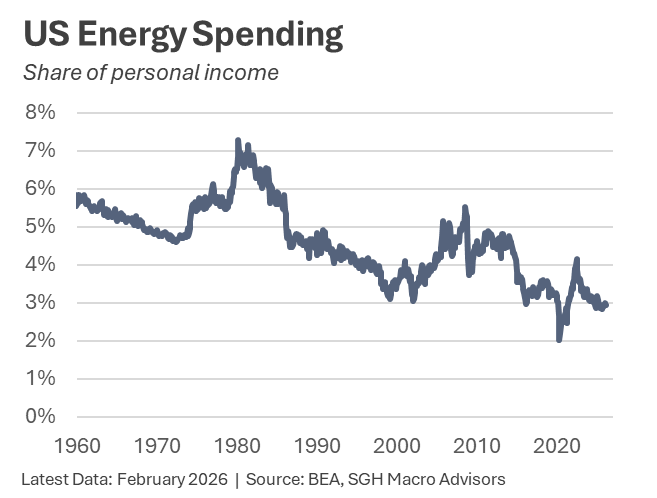 US Energy Spending
Share of personal income
8%
7%
6%
5%
4%
3%
2%
1%
0%
1960 1970 1980 1990 2000 2010 2020
Latest Data: February 2026 | Source: BEA, SGH Macro Advisors